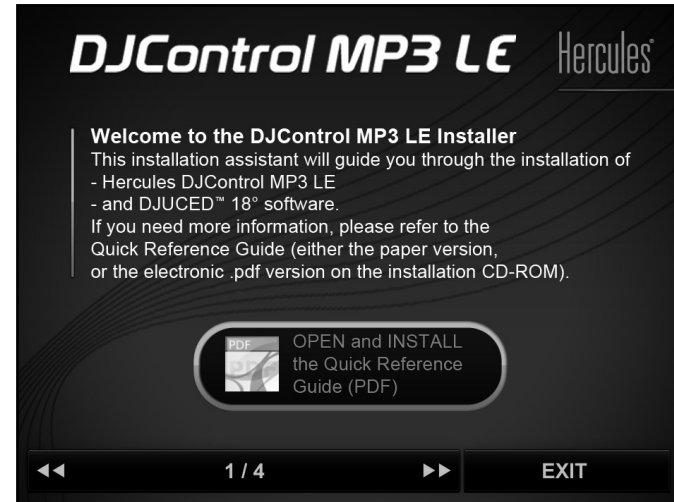 DJControl MP3 LE
Hercules®
Welcome to the DJControl MP3 LE Installer
This installation assistant will guide you through the installation of
- Hercules DJControl MP3 LE
- and DJUCED™ 18° software.
If you need more information, please refer to the
Quick Reference Guide (either the paper version,
or the electronic .pdf version on the installation CD-ROM).
PDF
OPEN and INSTALL
the Quick Reference
Guide (PDF)
1 / 4
EXIT